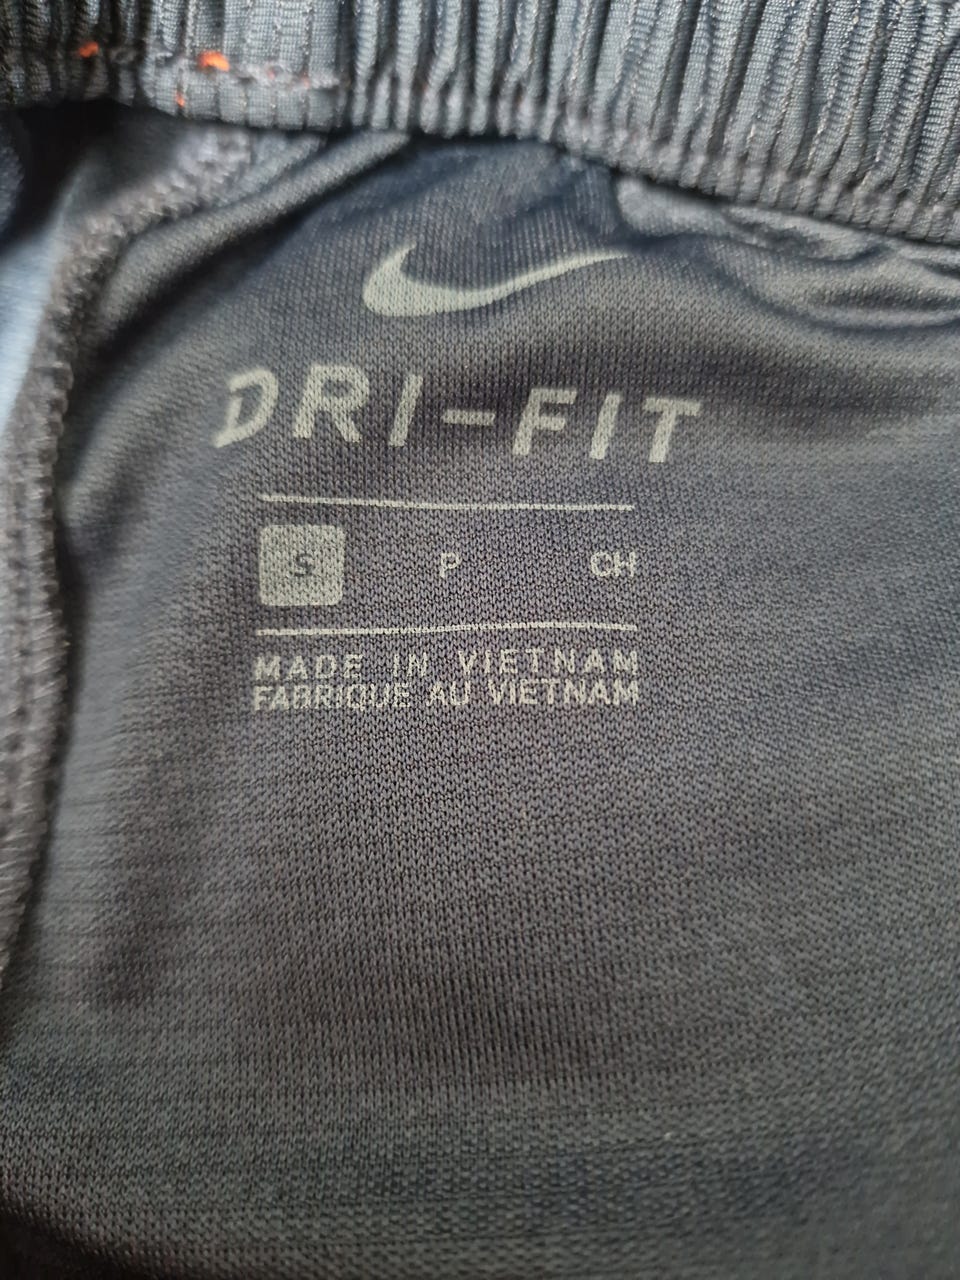 DRI-FIT
S P CH
MADE IN VIETNAM
FABRIQUE AU VIETNAM